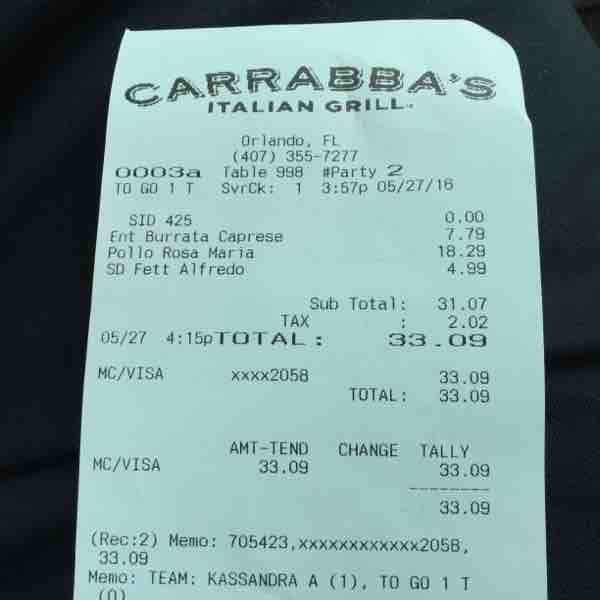 CARRABBA'S
ITALIAN GRILL
Orlando, FL
(407) 355-7277
0003a Table 998 #Party 2
TO GO 1 T SvrCk: 1 3:57p 05/27/16
SID 425 0.00
Ent Burrata Caprese 7.79
Pollo Rosa Maria 18.29
SD Fett Alfredo 4.99
Sub Total: 31.07
TAX : 2.02
05/27 4:15pTOTAL: 33.09
MC/VISA xxxx2058 33.09
TOTAL: 33.09
AMT-TEND CHANGE TALLY
MC/VISA 33.09 33.09
--------
33.09
(Rec:2) Memo: 705423,xxxxxxxxxxxx2058,
33.09
Memo: TEAM: KASSANDRA A (1), TO GO 1 T
(0)